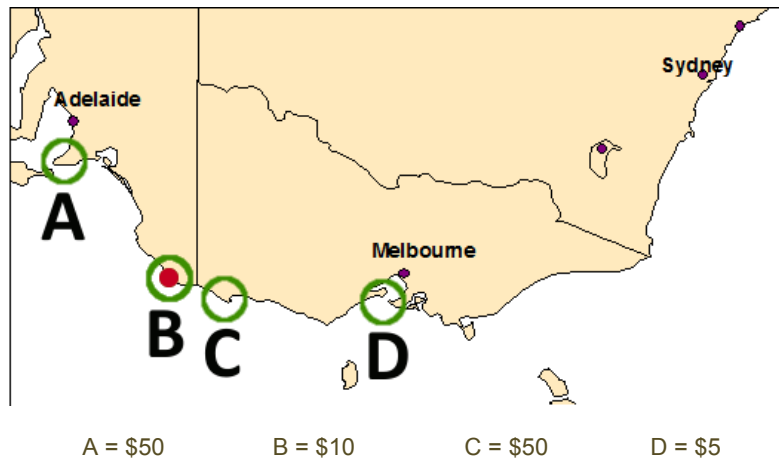 Sydney
Adelaide
A
Melbourne
B
C
D
A = $50 B = $10 C = $50 D = $5